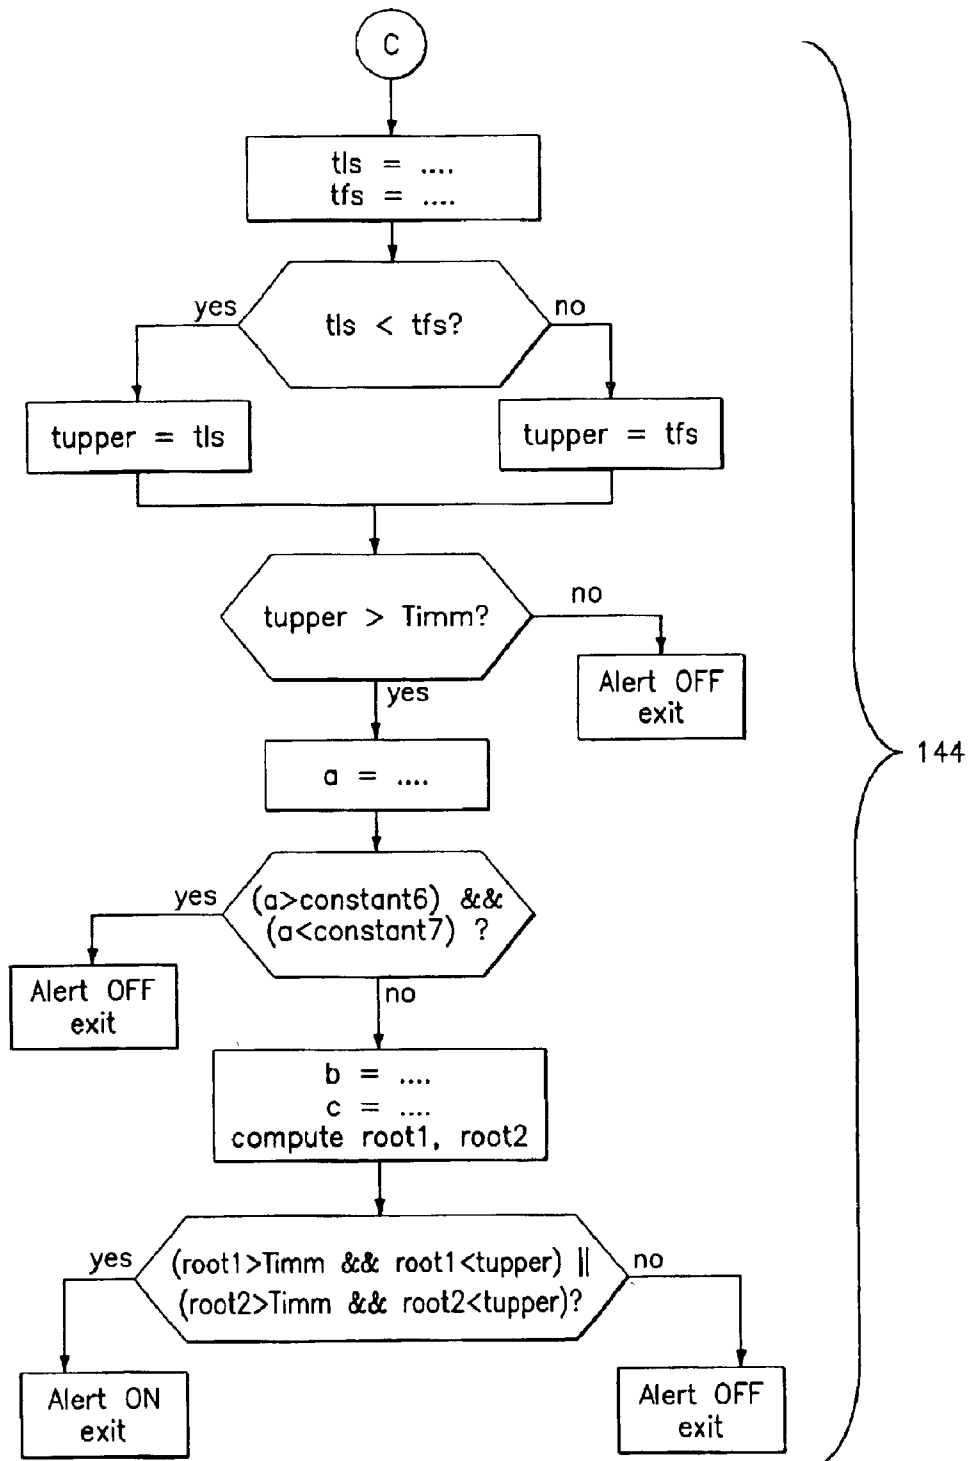 C
tls = ....
tfs = ....
yes
tls < tfs?
no
tupper = tls
tupper = tfs
tupper > Timm?
no
Alert OFF
exit
yes
a = ....
144
yes
(a>constant6) &&
(a<constant7) ?
Alert OFF
exit
no
b = ....
c = ....
compute root1, root2
yes
(root1>Timm && root1<tupper) ||
(root2>Timm && root2<tupper)?
no
Alert ON
exit
Alert OFF
exit